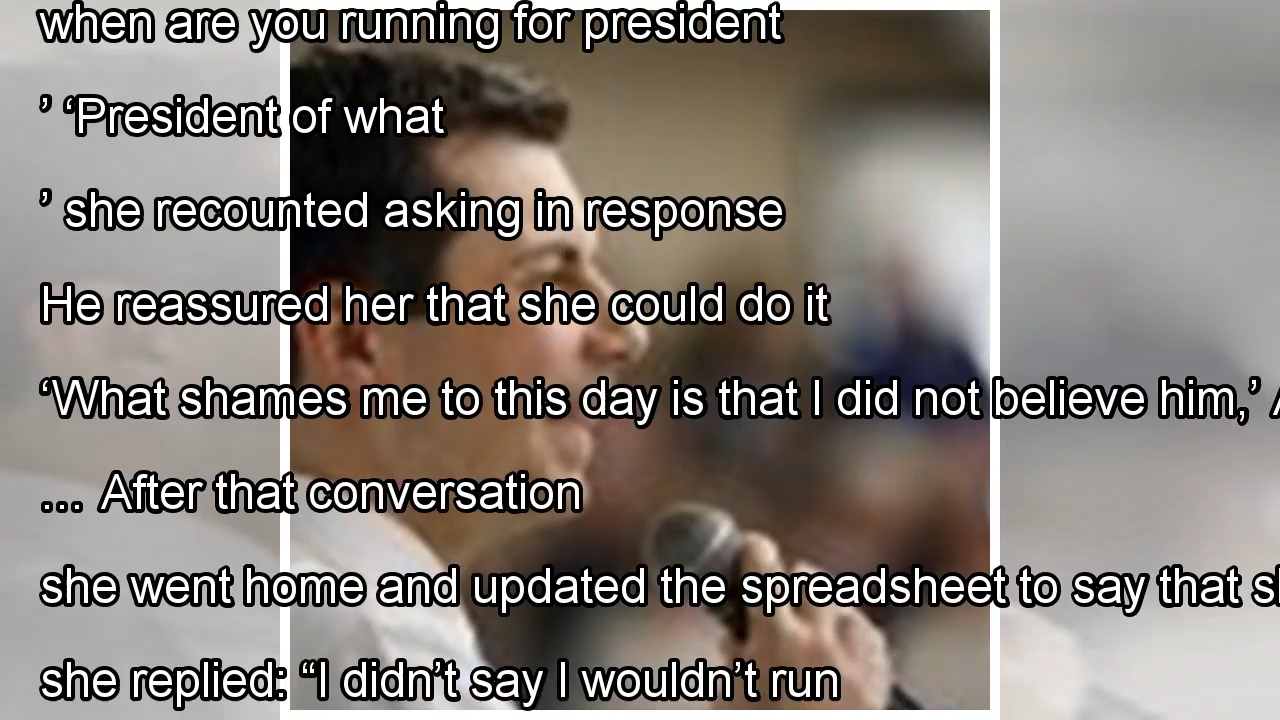 when are you running for president
’ ‘President of what
’ she recounted asking in response
He reassured her that she could do it
‘What shames me to this day is that I did not believe him,’
... After that conversation
she went home and updated the spreadsheet to say that
she replied: “I didn’t say I wouldn’t run